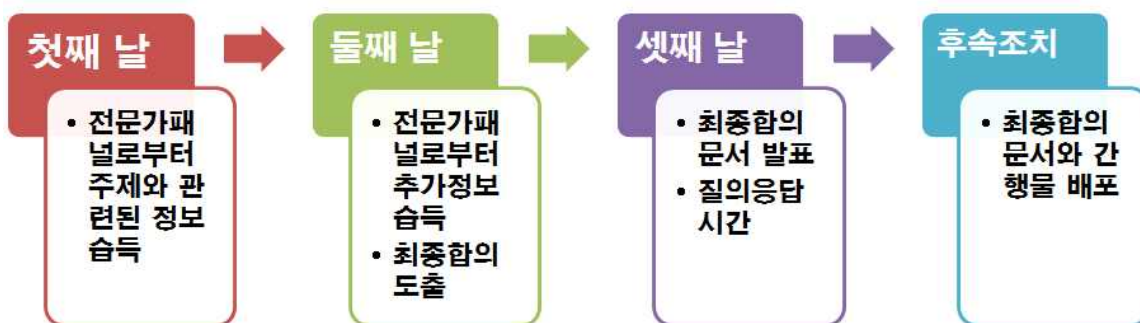 첫째 날
• 전문가패
널로부터
주제와 관
련된 정보
습득
둘째 날
• 전문가패
널로부터
추가정보
습득
• 최종합의
도출
셋째 날
• 최종합의
문서 발표
• 질의응답
시간
후속조치
• 최종합의
문서와 간
행물 배포